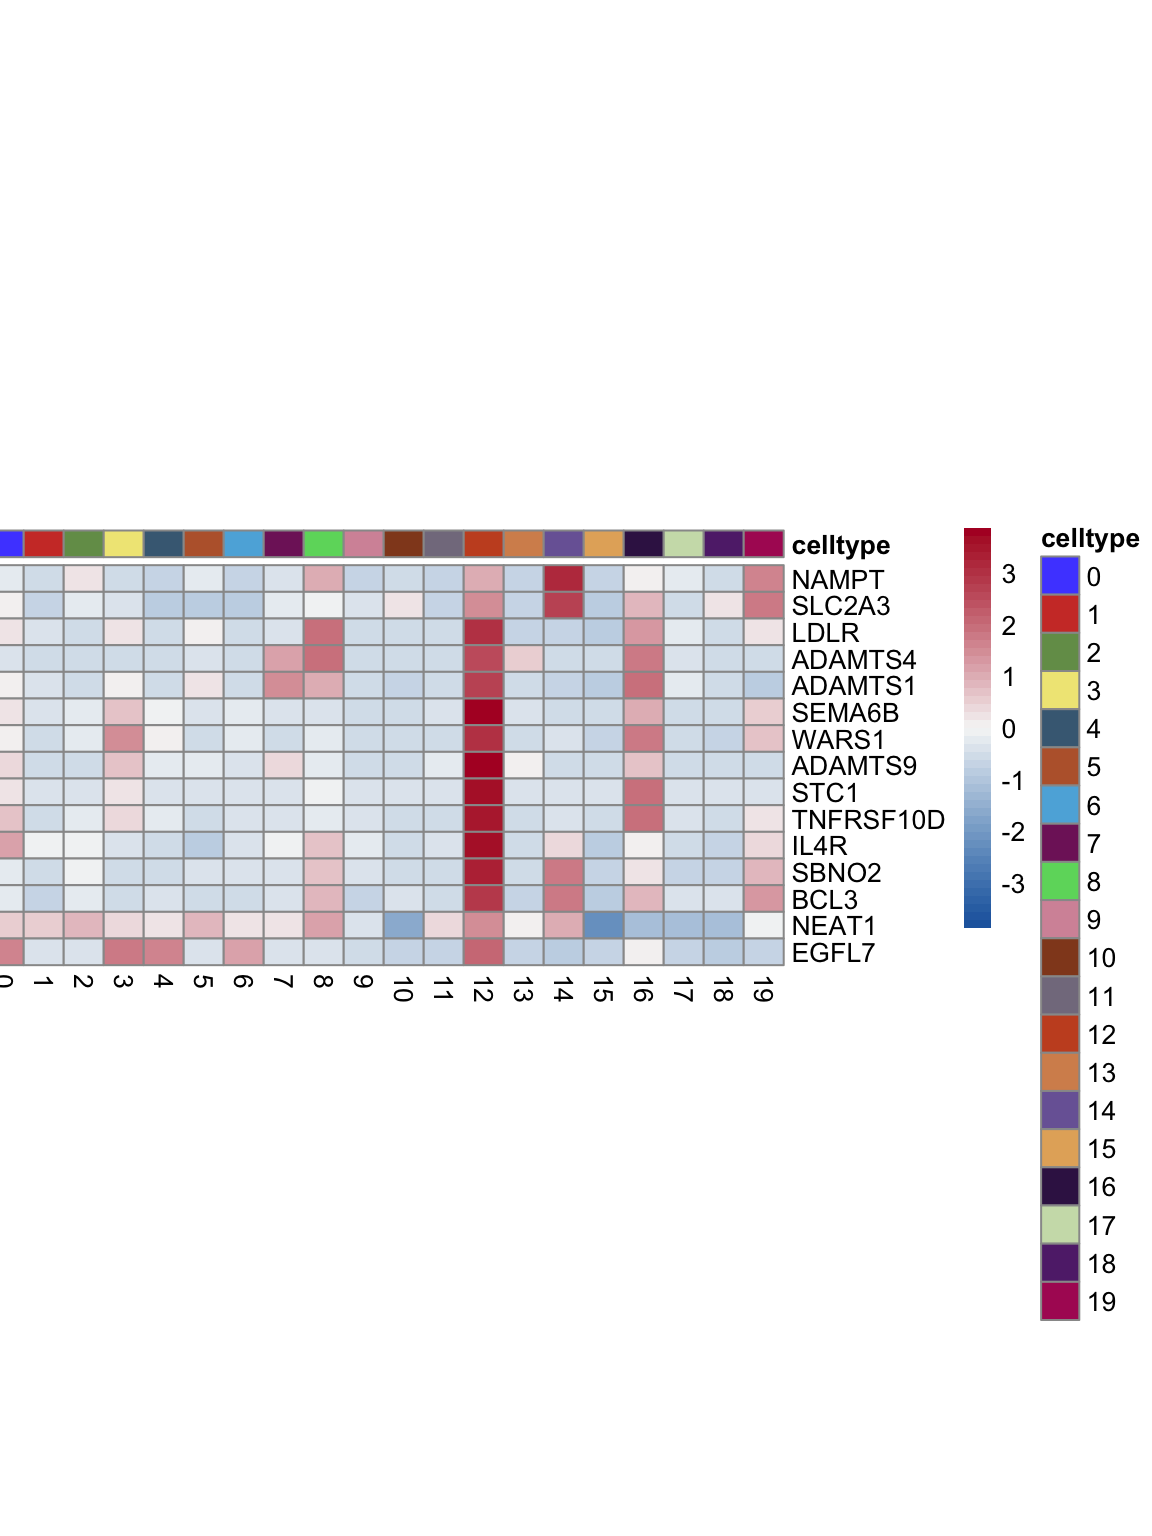 celltype
NAMPT
SLC2A3
LDLR
ADAMTS4
ADAMTS1
SEMA6B
WARS1
ADAMTS9
STC1
TNFRSF10D
IL4R
SBNO2
BCL3
NEAT1
EGFL7
0 1 2 3 4 5 6 7 8 9 10 11 12 13 14 15 16 17 18 19
3
2
1
0
-1
-2
-3
celltype
0
1
2
3
4
5
6
7
8
9
10
11
12
13
14
15
16
17
18
19